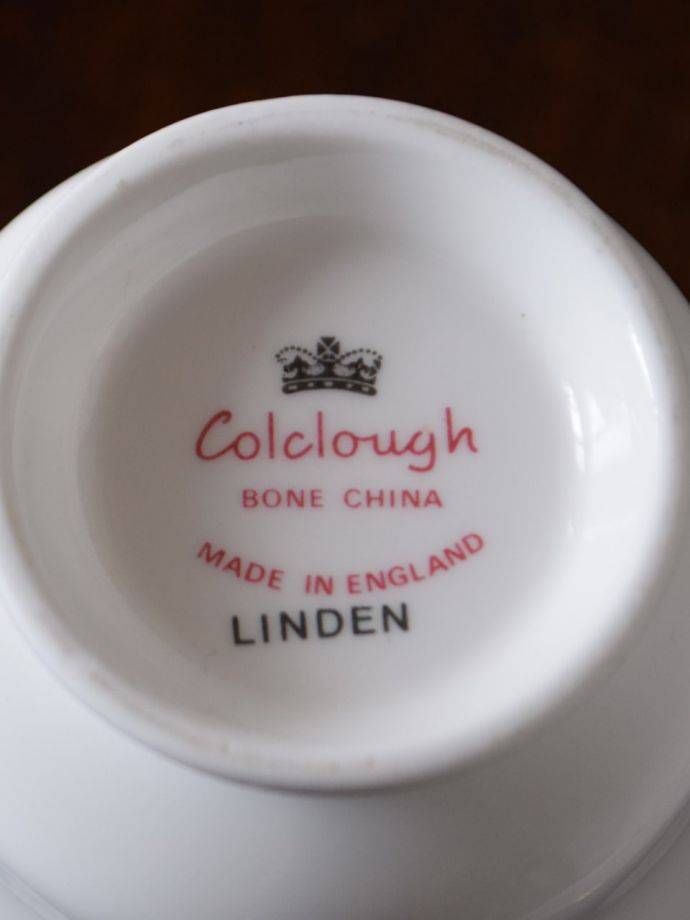 Colclough
BONE CHINA
MADE IN ENGLAND
LINDEN